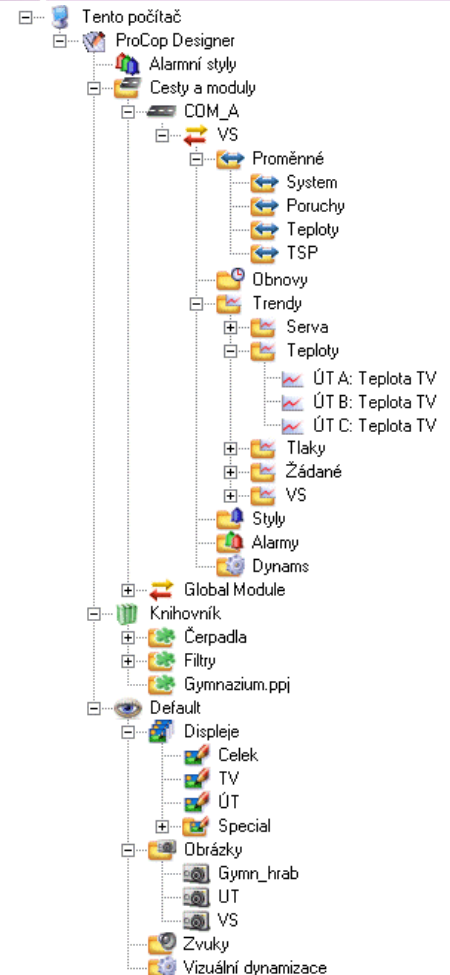 Tento počítač
ProCop Designer
Alarmní styly
Cesty a moduly
COM_A
VS
Proměnné
System
Poruchy
Teploty
TSP
Obnovy
Trendy
Serva
Teploty
ÚT A: Teplota TV
ÚT B: Teplota TV
ÚT C: Teplota TV
Tlaky
Žádané
VS
Styly
Alarmy
Dynams
Global Module
Knihovník
Čerpadla
Filtry
Gymnazium.ppj
Default
Displeje
Celek
TV
ÚT
Special
Obrázky
Gymn_hrab
UT
VS
Zvuky
Vizuální dynamizace